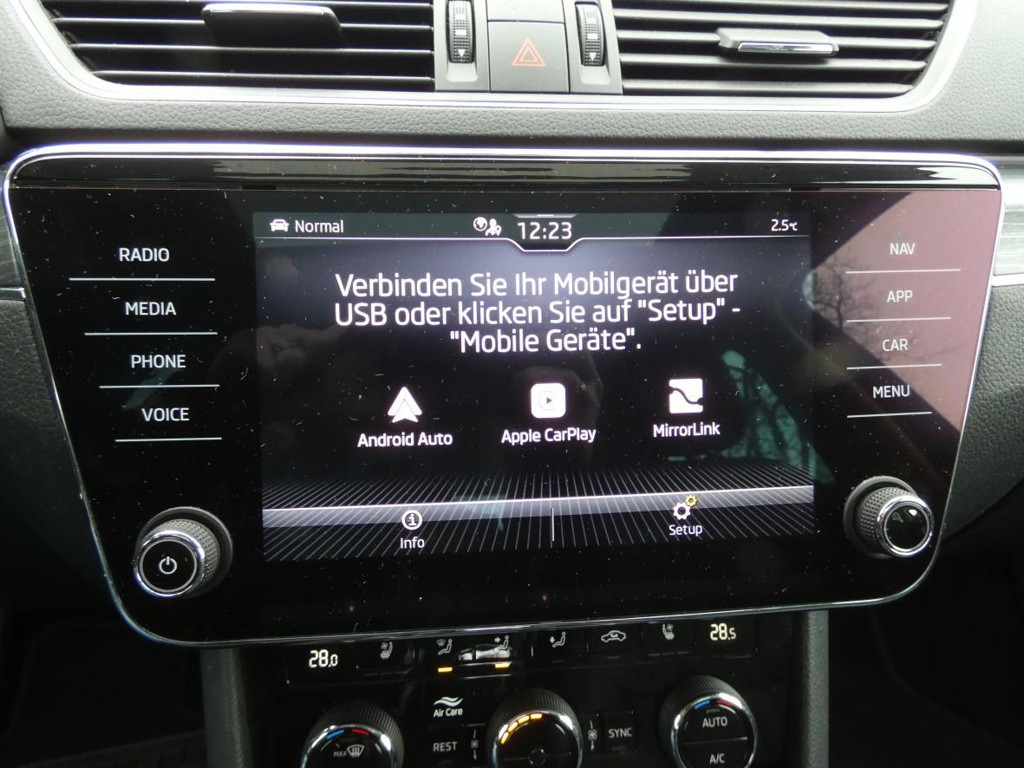 Normal
12:23
2.5°C
RADIO
MEDIA
PHONE
VOICE
NAV
APP
CAR
MENU
Verbinden Sie Ihr Mobilgerät über
USB oder klicken Sie auf "Setup" -
"Mobile Geräte".
Android Auto
Apple CarPlay
MirrorLink
Info
Setup
28.0
28.5
Air Care
MAX
REST
SYNC
AUTO
A/C